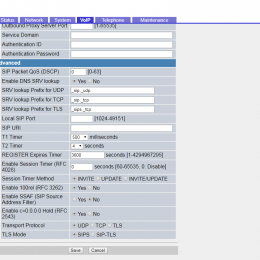 Status Network System VoIP Telephone Maintenance
Outbound Proxy Server Port [1-65535]
Service Domain
Authentication ID
Authentication Password
dvanced
SIP Packet QoS (DSCP) 0 [0-63]
Enable DNS SRV lookup Yes No
SRV lookup Prefix for UDP _sip._udp
SRV lookup Prefix for TCP _sip._tcp
SRV lookup Prefix for TLS _sips._tcp
Local SIP Port [1024-49151]
SIP URI
T1 Timer 500 milliseconds
T2 Timer 4 seconds
REGISTER Expires Timer 3600 seconds [1-4294967295]
Enable Session Timer (RFC 4028) 0 seconds [60-65535, 0: Disable]
Session Timer Method INVITE UPDATE INVITE/UPDATE
Enable 100rel (RFC 3262) Yes No
Enable SSAF (SIP Source Address Filter) Yes No
Enable c=0.0.0.0 Hold (RFC 2543) Yes No
Transport Protocol UDP TCP TLS
TLS Mode SIPS SIP-TLS
Save Cancel